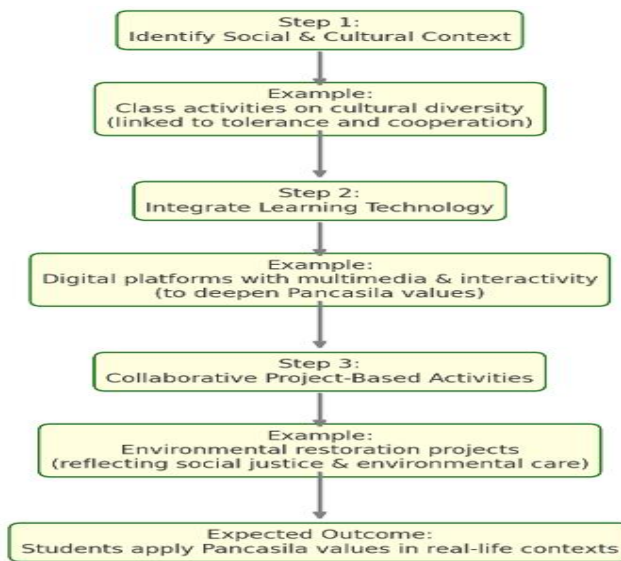 Step 1:
Identify Social & Cultural Context
Example:
Class activities on cultural diversity
(linked to tolerance and cooperation)
Step 2:
Integrate Learning Technology
Example:
Digital platforms with multimedia & interactivity
(to deepen Pancasila values)
Step 3:
Collaborative Project-Based Activities
Example:
Environmental restoration projects
(reflecting social justice & environmental care)
Expected Outcome:
Students apply Pancasila values in real-life contexts